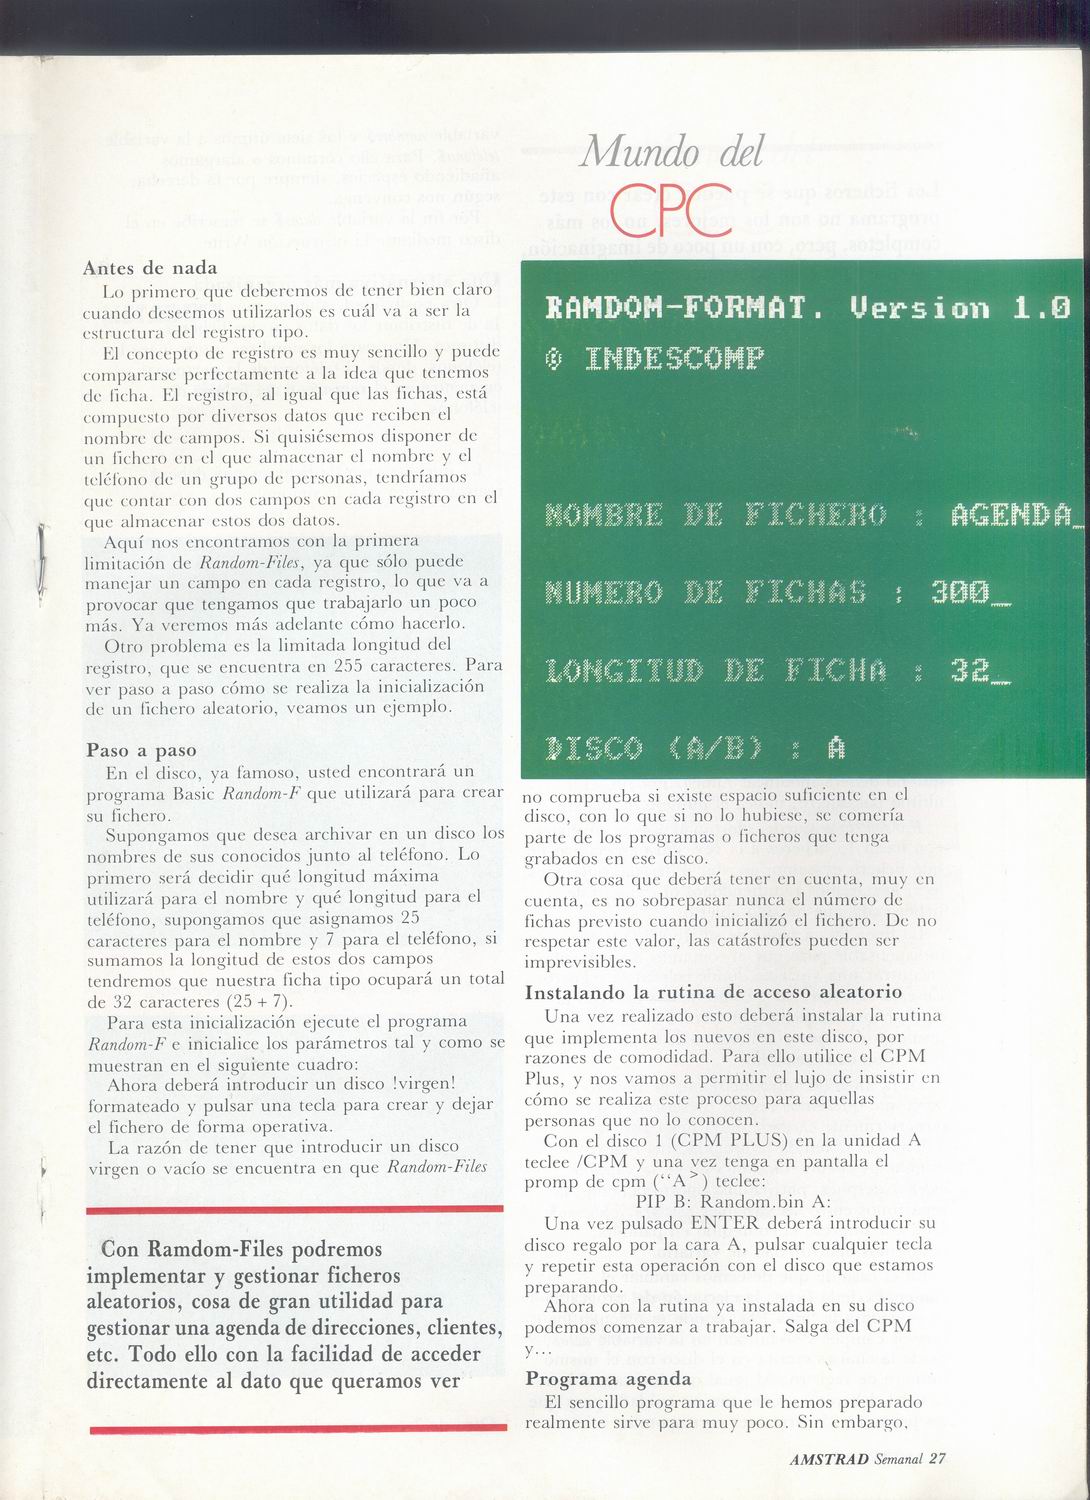 Mundo del
CPC
Antes de nada
Lo primero que deberemos de tener bien claro
cuando deseemos utilizarlos es cuál va a ser la
estructura del registro tipo.
El concepto de registro es muy sencillo y puede
compararse perfectamente a la idea que tenemos
de ficha. El registro, al igual que las fichas, está
compuesto por diversos datos que reciben el
nombre de campos. Si quisiésemos disponer de
un fichero en el que almacenar el nombre y el
teléfono de un grupo de personas, tendríamos
que contar con dos campos en cada registro en el
que almacenar estos dos datos.
Aquí nos encontramos con la primera
limitación de Random-Files, ya que sólo puede
manejar un campo en cada registro, lo que va a
provocar que tengamos que trabajarlo un poco
más. Ya veremos más adelante cómo hacerlo.
Otro problema es la limitada longitud del
registro, que se encuentra en 255 caracteres. Para
ver paso a paso cómo se realiza la inicialización
de un fichero aleatorio, veamos un ejemplo.
Paso a paso
En el disco, ya famoso, usted encontrará un
programa Basic Random-F que utilizará para crear
su fichero.
Supongamos que desea archivar en un disco los
nombres de sus conocidos junto al teléfono. Lo
primero será decidir qué longitud máxima
utilizará para el nombre y qué longitud para el
teléfono, supongamos que asignamos 25
caracteres para el nombre y 7 para el teléfono, si
sumamos la longitud de estos dos campos
tendremos que nuestra ficha tipo ocupará un total
de 32 caracteres (25 + 7).
Para esta inicialización ejecute el programa
Random-F e inicialice los parámetros tal y como se
muestran en el siguiente cuadro:
Ahora deberá introducir un disco !virgen!
formateado y pulsar una tecla para crear y dejar
el fichero de forma operativa.
La razón de tener que introducir un disco
virgen o vacío se encuentra en que Random-Files
Con Ramdom-Files podremos
implementar y gestionar ficheros
aleatorios, cosa de gran utilidad para
gestionar una agenda de direcciones, clientes,
etc. Todo ello con la facilidad de acceder
directamente al dato que queramos ver
RAMDOM-FORMAT. Version 1.0
© INDESCOMP
NOMBRE DE FICHERO : AGENDA_
NUMERO DE FICHAS : 300_
LONGITUD DE FICHA : 32_
DISCO (A/B) : A
no comprueba si existe espacio suficiente en el
disco, con lo que si no lo hubiese, se comería
parte de los programas o ficheros que tenga
grabados en ese disco.
Otra cosa que deberá tener en cuenta, muy en
cuenta, es no sobrepasar nunca el número de
fichas previsto cuando inicializó el fichero. De no
respetar este valor, las catástrofes pueden ser
imprevisibles.
Instalando la rutina de acceso aleatorio
Una vez realizado esto deberá instalar la rutina
que implementa los nuevos en este disco, por
razones de comodidad. Para ello utilice el CPM
Plus, y nos vamos a permitir el lujo de insistir en
cómo se realiza este proceso para aquellas
personas que no lo conocen.
Con el disco 1 (CPM PLUS) en la unidad A
teclee /CPM y una vez tenga en pantalla el
promp de cpm (“A>) teclee:
PIP B: Random.bin A:
Una vez pulsado ENTER deberá introducir su
disco regalo por la cara A, pulsar cualquier tecla
y repetir esta operación con el disco que estamos
preparando.
Ahora con la rutina ya instalada en su disco
podemos comenzar a trabajar. Salga del CPM
y...
Programa agenda
El sencillo programa que le hemos preparado
realmente sirve para muy poco. Sin embargo,
AMSTRAD Semanal 27